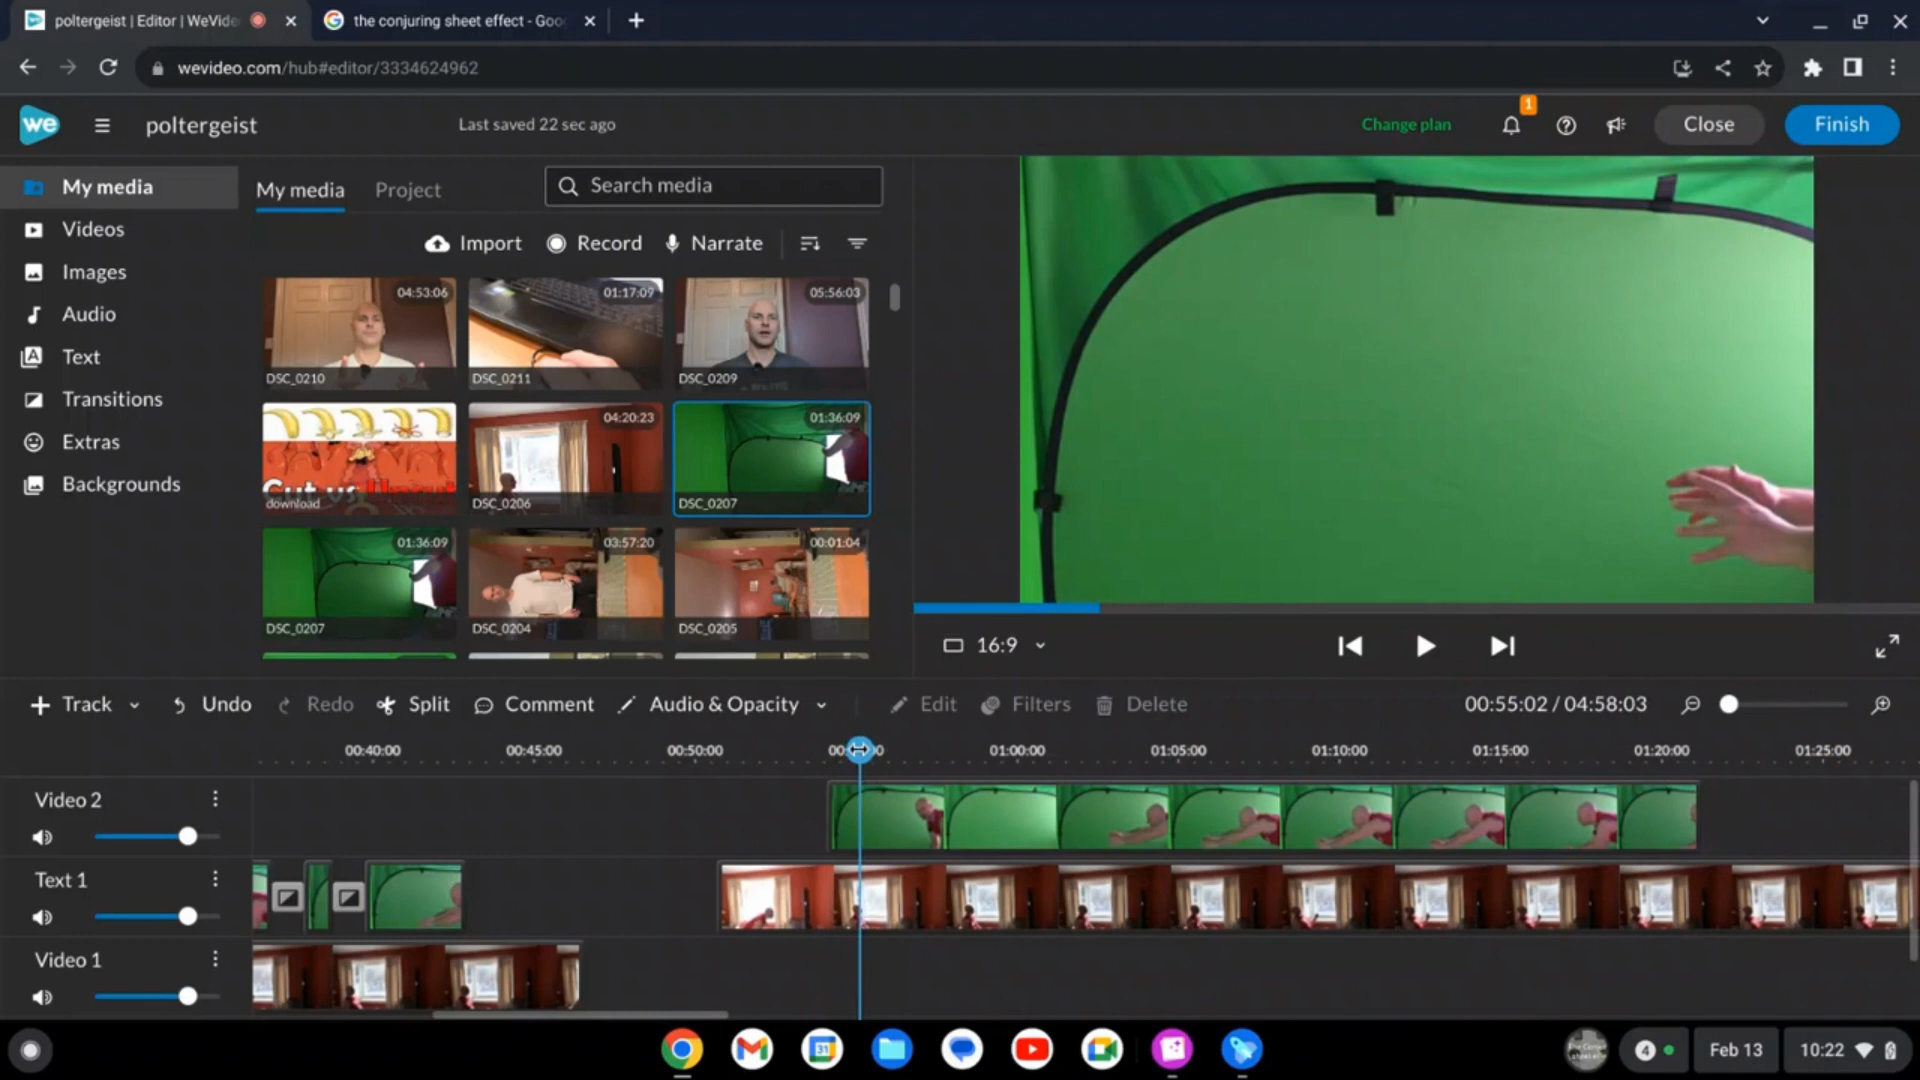 poltergeist | Editor | WeVide
the conjuring sheet effect - Goo
wevideo.com/hub#editor/3334624962
we
poltergeist
Last saved 22 sec ago
Change plan
1
Close
Finish
My media
Videos
Images
Audio
Text
Transitions
Extras
Backgrounds
My media
Project
Search media
Import
Record
Narrate
04:53:06
DSC_0210
01:17:09
DSC_0211
05:56:03
DSC_0209
download
04:20:23
DSC_0206
01:36:09
DSC_0207
01:36:09
DSC_0207
03:57:20
DSC_0204
00:01:04
DSC_0205
16:9
Track
Undo
Redo
Split
Comment
Audio & Opacity
Edit
Filters
Delete
00:55:02 / 04:58:03
00:40:00
00:45:00
00:50:00
01:00:00
01:05:00
01:10:00
01:15:00
01:20:00
01:25:00
Video 2
Text 1
Video 1
31
4
Feb 13
10:22